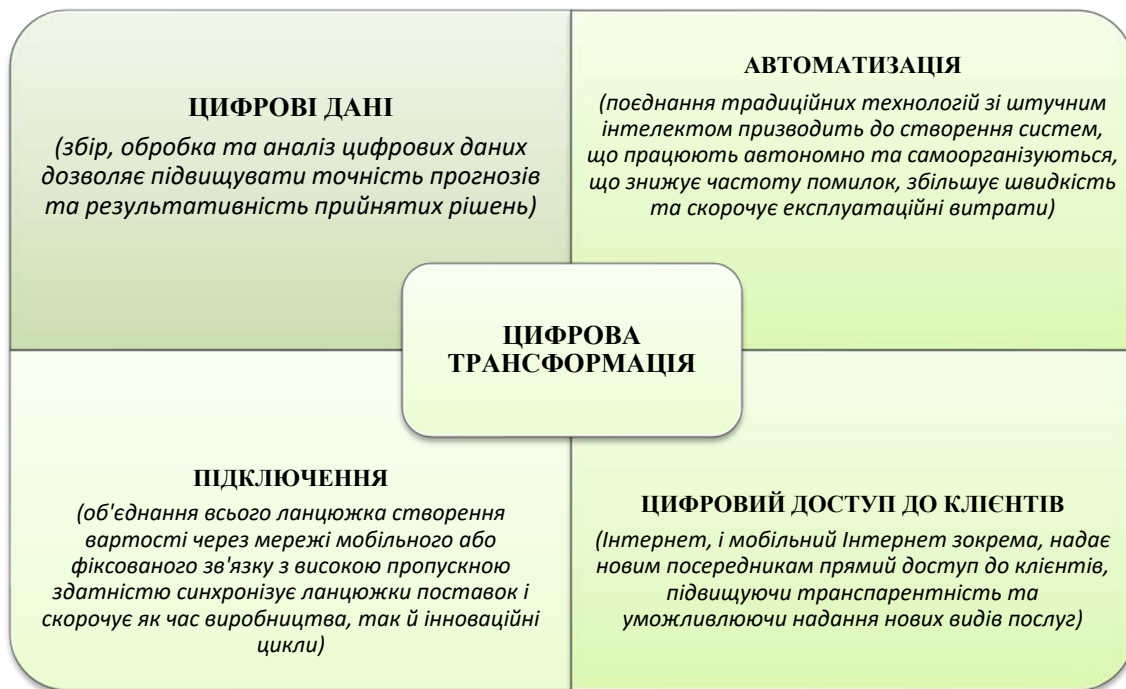 ЦИФРОВІ ДАНІ
(збір, обробка та аналіз цифрових даних
дозволяє підвищувати точність прогнозів
та результативність прийнятих рішень)
АВТОМАТИЗАЦІЯ
(поєднання традиційних технологій зі штучним
інтелектом призводить до створення систем,
що працюють автономно та самоорганізуються,
що знижує частоту помилок, збільшує швидкість
та скорочує експлуатаційні витрати)
ЦИФРОВА
ТРАНСФОРМАЦІЯ
ПІДКЛЮЧЕННЯ
(об'єднання всього ланцюжка створення
вартості через мережі мобільного або
фіксованого зв'язку з високою пропускною
здатністю синхронізує ланцюжки поставок і
скорочує як час виробництва, так й інноваційні
цикли)
ЦИФРОВИЙ ДОСТУП ДО КЛІЄНТІВ
(Інтернет, і мобільний Інтернет зокрема, надає
новим посередникам прямий доступ до клієнтів,
підвищуючи транспарентність та
уможливлюючи надання нових видів послуг)